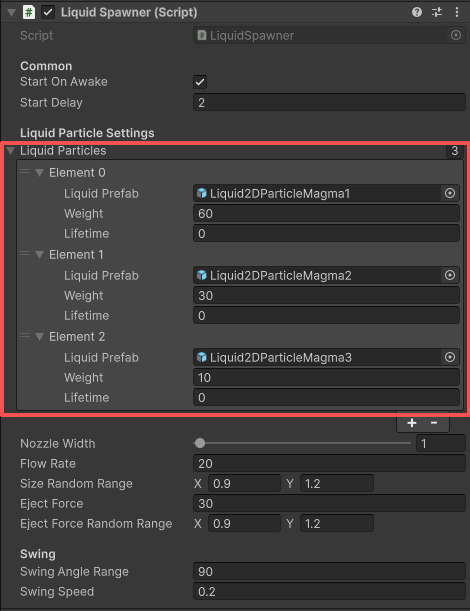 # Liquid Spawner (Script)
Script # LiquidSpawner
Common
Start On Awake
Start Delay 2
Liquid Particle Settings
Liquid Particles 3
Element 0
Liquid Prefab Liquid2DParticleMagma1
Weight 60
Lifetime 0
Element 1
Liquid Prefab Liquid2DParticleMagma2
Weight 30
Lifetime 0
Element 2
Liquid Prefab Liquid2DParticleMagma3
Weight 10
Lifetime 0
+ -
Nozzle Width 1
Flow Rate 20
Size Random Range X 0.9 Y 1.2
Eject Force 30
Eject Force Random Range X 0.9 Y 1.2
Swing
Swing Angle Range 90
Swing Speed 0.2